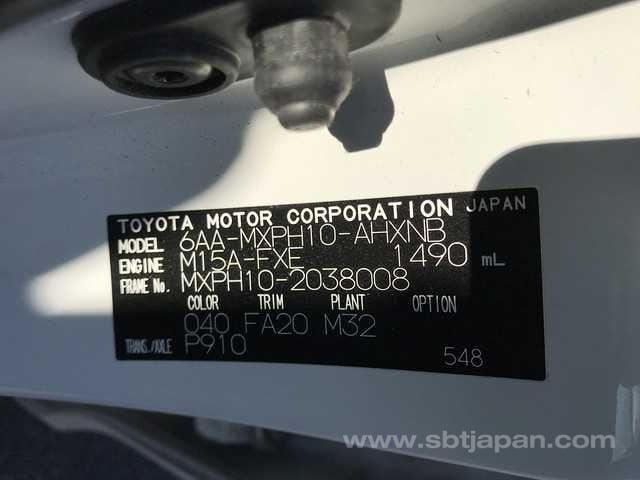 TOYOTA MOTOR CORPORATION JAPAN
MODEL 6AA-MXPH10-AHXNB
ENGINE M15A-FXE 1490 mL
FRAME No. MXPH10-2038008
COLOR TRIM PLANT OPTION
040 FA20 M32
TRANS./AXLE P910 548
www.sbtjapan.com